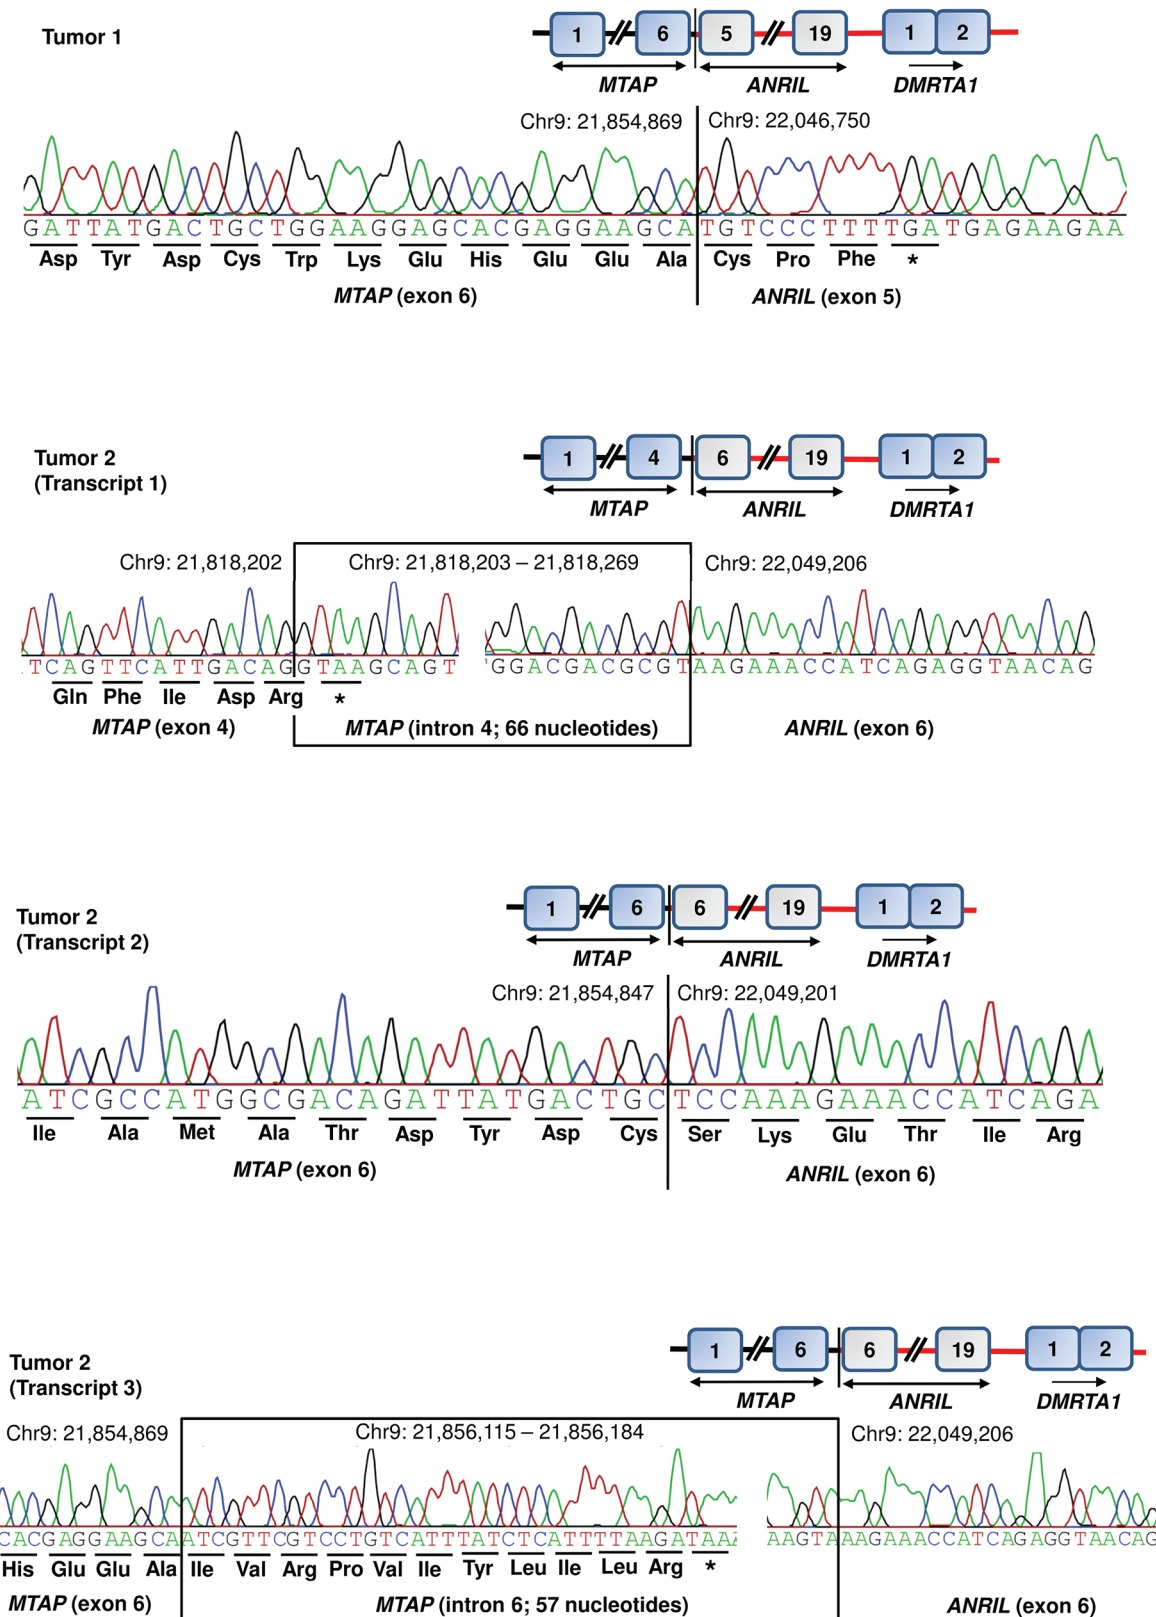 Tumor 1
1 6 5 19 1 2
MTAP ANRIL DMRTA1
Chr9: 21,854,869 Chr9: 22,046,750
GATTATGACTGCTGGAAGGAGCACGAGGAAGCATGTCCCTTTTGATGAGAAGAA
Asp Tyr Asp Cys Trp Lys Glu His Glu Glu Ala Cys Pro Phe *
MTAP (exon 6) ANRIL (exon 5)
Tumor 2
(Transcript 1)
1 4 6 19 1 2
MTAP ANRIL DMRTA1
Chr9: 21,818,202 Chr9: 21,818,203 – 21,818,269 Chr9: 22,049,206
TCAGTTCATTGACAGGTAAGCAGT GGACGACGCGTAAGAAACCATCAGAGGTAACAG
Gln Phe Ile Asp Arg *
MTAP (exon 4) MTAP (intron 4; 66 nucleotides) ANRIL (exon 6)
Tumor 2
(Transcript 2)
1 6 6 19 1 2
MTAP ANRIL DMRTA1
Chr9: 21,854,847 Chr9: 22,049,201
ATCGCCATGGCGACAGATTATGACTGCTCCAAAGAAACCATCAGA
Ile Ala Met Ala Thr Asp Tyr Asp Cys Ser Lys Glu Thr Ile Arg
MTAP (exon 6) ANRIL (exon 6)
Tumor 2
(Transcript 3)
1 6 6 19 1 2
MTAP ANRIL DMRTA1
Chr9: 21,854,869 Chr9: 21,856,115 – 21,856,184 Chr9: 22,049,206
CACGAGGAAGCAATCGTTCGTCCTGTCATTTATCTCATTTTAAGATAA AAGTAAAGAAACCATCAGAGGTAACAG
His Glu Glu Ala Ile Val Arg Pro Val Ile Tyr Leu Ile Leu Arg *
MTAP (exon 6) MTAP (intron 6; 57 nucleotides) ANRIL (exon 6)